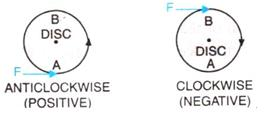 B
DISC
F
A
ANTICLOCKWISE
(POSITIVE)
F
B
DISC
A
CLOCKWISE
(NEGATIVE)